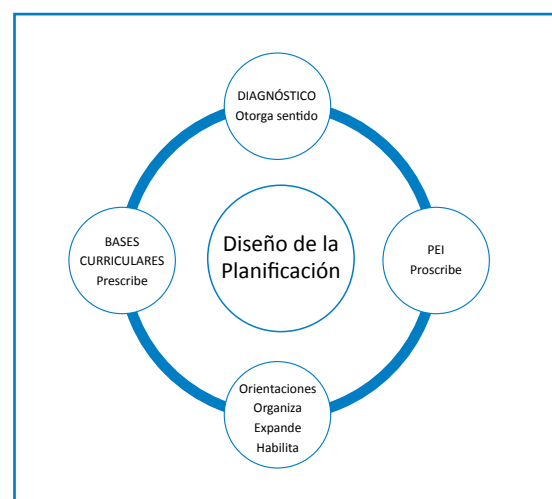 DIAGNÓSTICO
Otorga sentido
BASES
CURRICULARES
Prescribe
Diseño de la
Planificación
PEI
Proscribe
Orientaciones
Organiza
Expande
Habilita